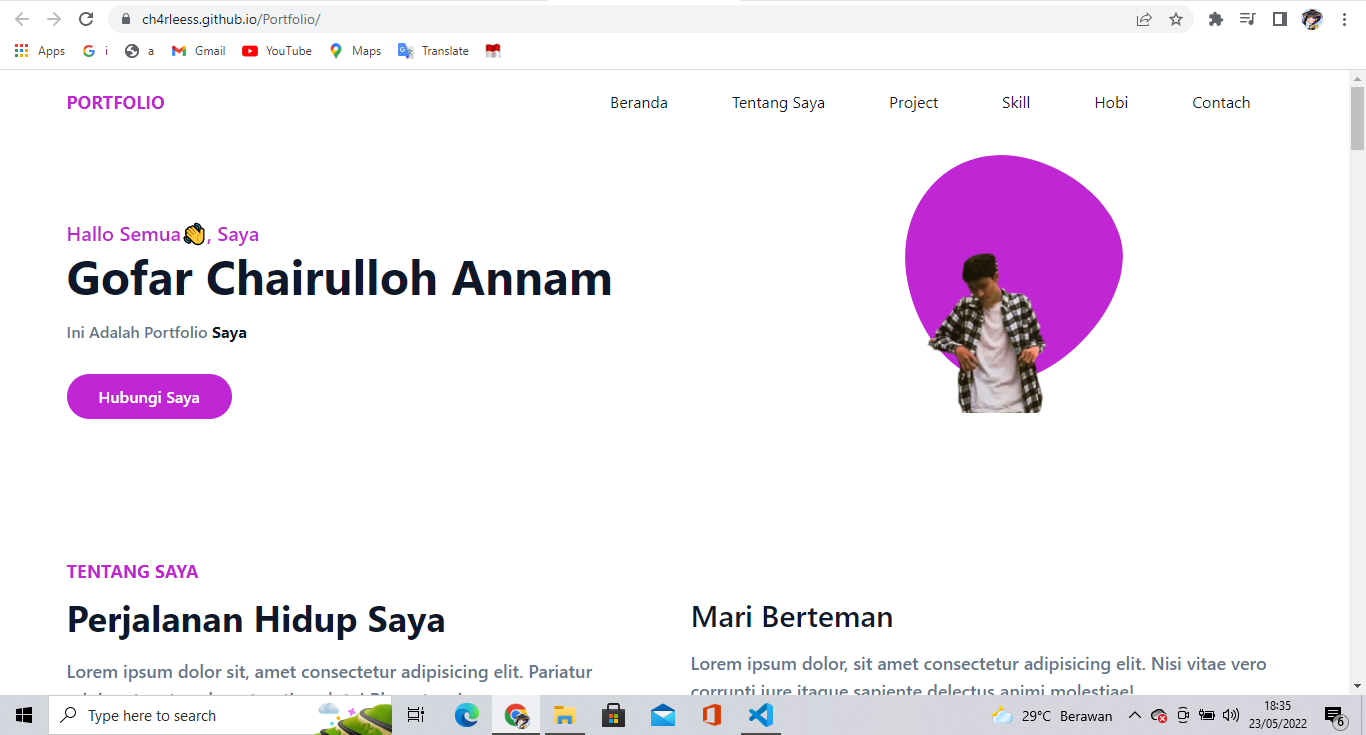 ch4rleess.github.io/Portfolio/
Apps
i
a
Gmail
YouTube
Maps
Translate
PORTFOLIO
Beranda
Tentang Saya
Project
Skill
Hobi
Contach
Hallo Semua👋, Saya
Gofar Chairulloh Annam
Ini Adalah Portfolio Saya
Hubungi Saya
TENTANG SAYA
Perjalanan Hidup Saya
Lorem ipsum dolor sit, amet consectetur adipisicing elit. Pariatur
Mari Berteman
Lorem ipsum dolor, sit amet consectetur adipisicing elit. Nisi vitae vero
corrupti iure itaque sapiente delectus animi molestiae!
Type here to search
29°C Berawan
18:35
23/05/2022
6